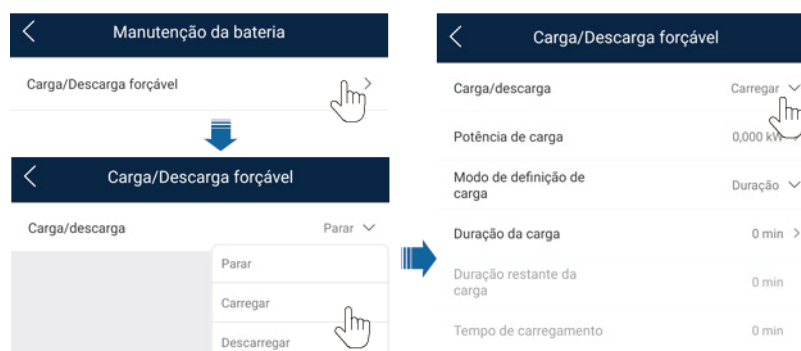 Manutenção da bateria
Carga/Descarga forçável
Carga/Descarga forçável
Carga/descarga Parar
Parar
Carregar
Descarregar
Carga/Descarga forçável
Carga/descarga Carregar
Potência de carga 0,000 kW
Modo de definição de
carga
Duração
Duração da carga 0 min
Duração restante da
carga
0 min
Tempo de carregamento 0 min